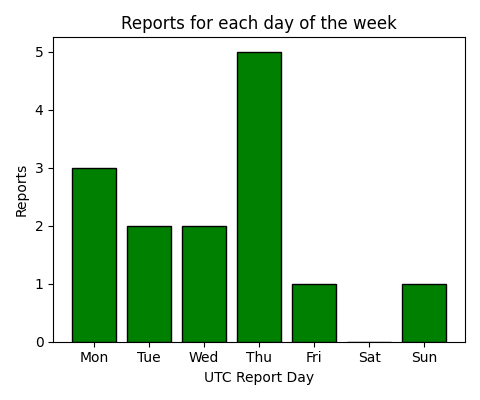 Reports for each day of the week
5
4
3
2
1
0
Reports
Mon Tue Wed Thu Fri Sat Sun
UTC Report Day